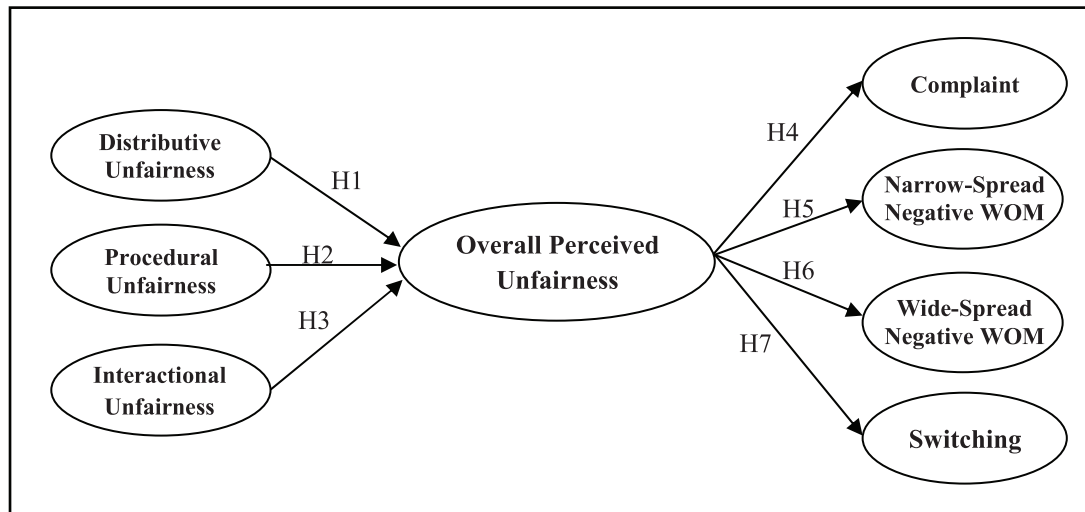 Distributive
Unfairness
H1
Procedural
Unfairness
H2
Interactional
Unfairness
H3
Overall Perceived
Unfairness
H4
Complaint
H5
Narrow-Spread
Negative WOM
H6
Wide-Spread
Negative WOM
H7
Switching